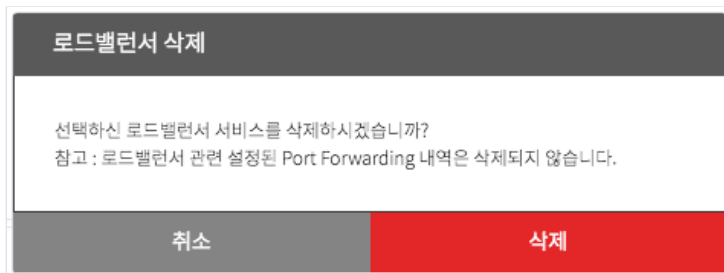 로드밸런서 삭제
선택하신 로드밸런서 서비스를 삭제하시겠습니까?
참고 : 로드밸런서 관련 설정된 Port Forwarding 내역은 삭제되지 않습니다.
취소
삭제